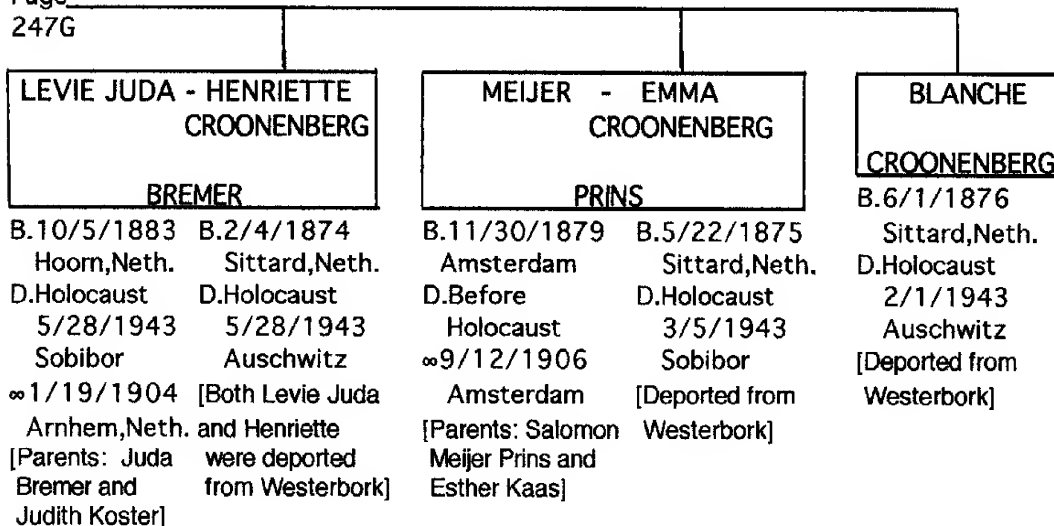 247G
LEVIE JUDA - HENRIETTE
CROONENBERG
BREMER
B.10/5/1883 B.2/4/1874
Hoorn,Neth. Sittard,Neth.
D.Holocaust D.Holocaust
5/28/1943 5/28/1943
Sobibor Auschwitz
∞1/19/1904 [Both Levie Juda
Arnhem,Neth. and Henriette
[Parents: Juda were deported
Bremer and from Westerbork]
Judith Koster]
MEIJER - EMMA
CROONENBERG
PRINS
B.11/30/1879 B.5/22/1875
Amsterdam Sittard,Neth.
D.Before D.Holocaust
Holocaust 3/5/1943
∞9/12/1906 Sobibor
Amsterdam [Deported from
[Parents: Salomon Westerbork]
Meijer Prins and
Esther Kaas]
BLANCHE
CROONENBERG
B.6/1/1876
Sittard,Neth.
D.Holocaust
2/1/1943
Auschwitz
[Deported from
Westerbork]